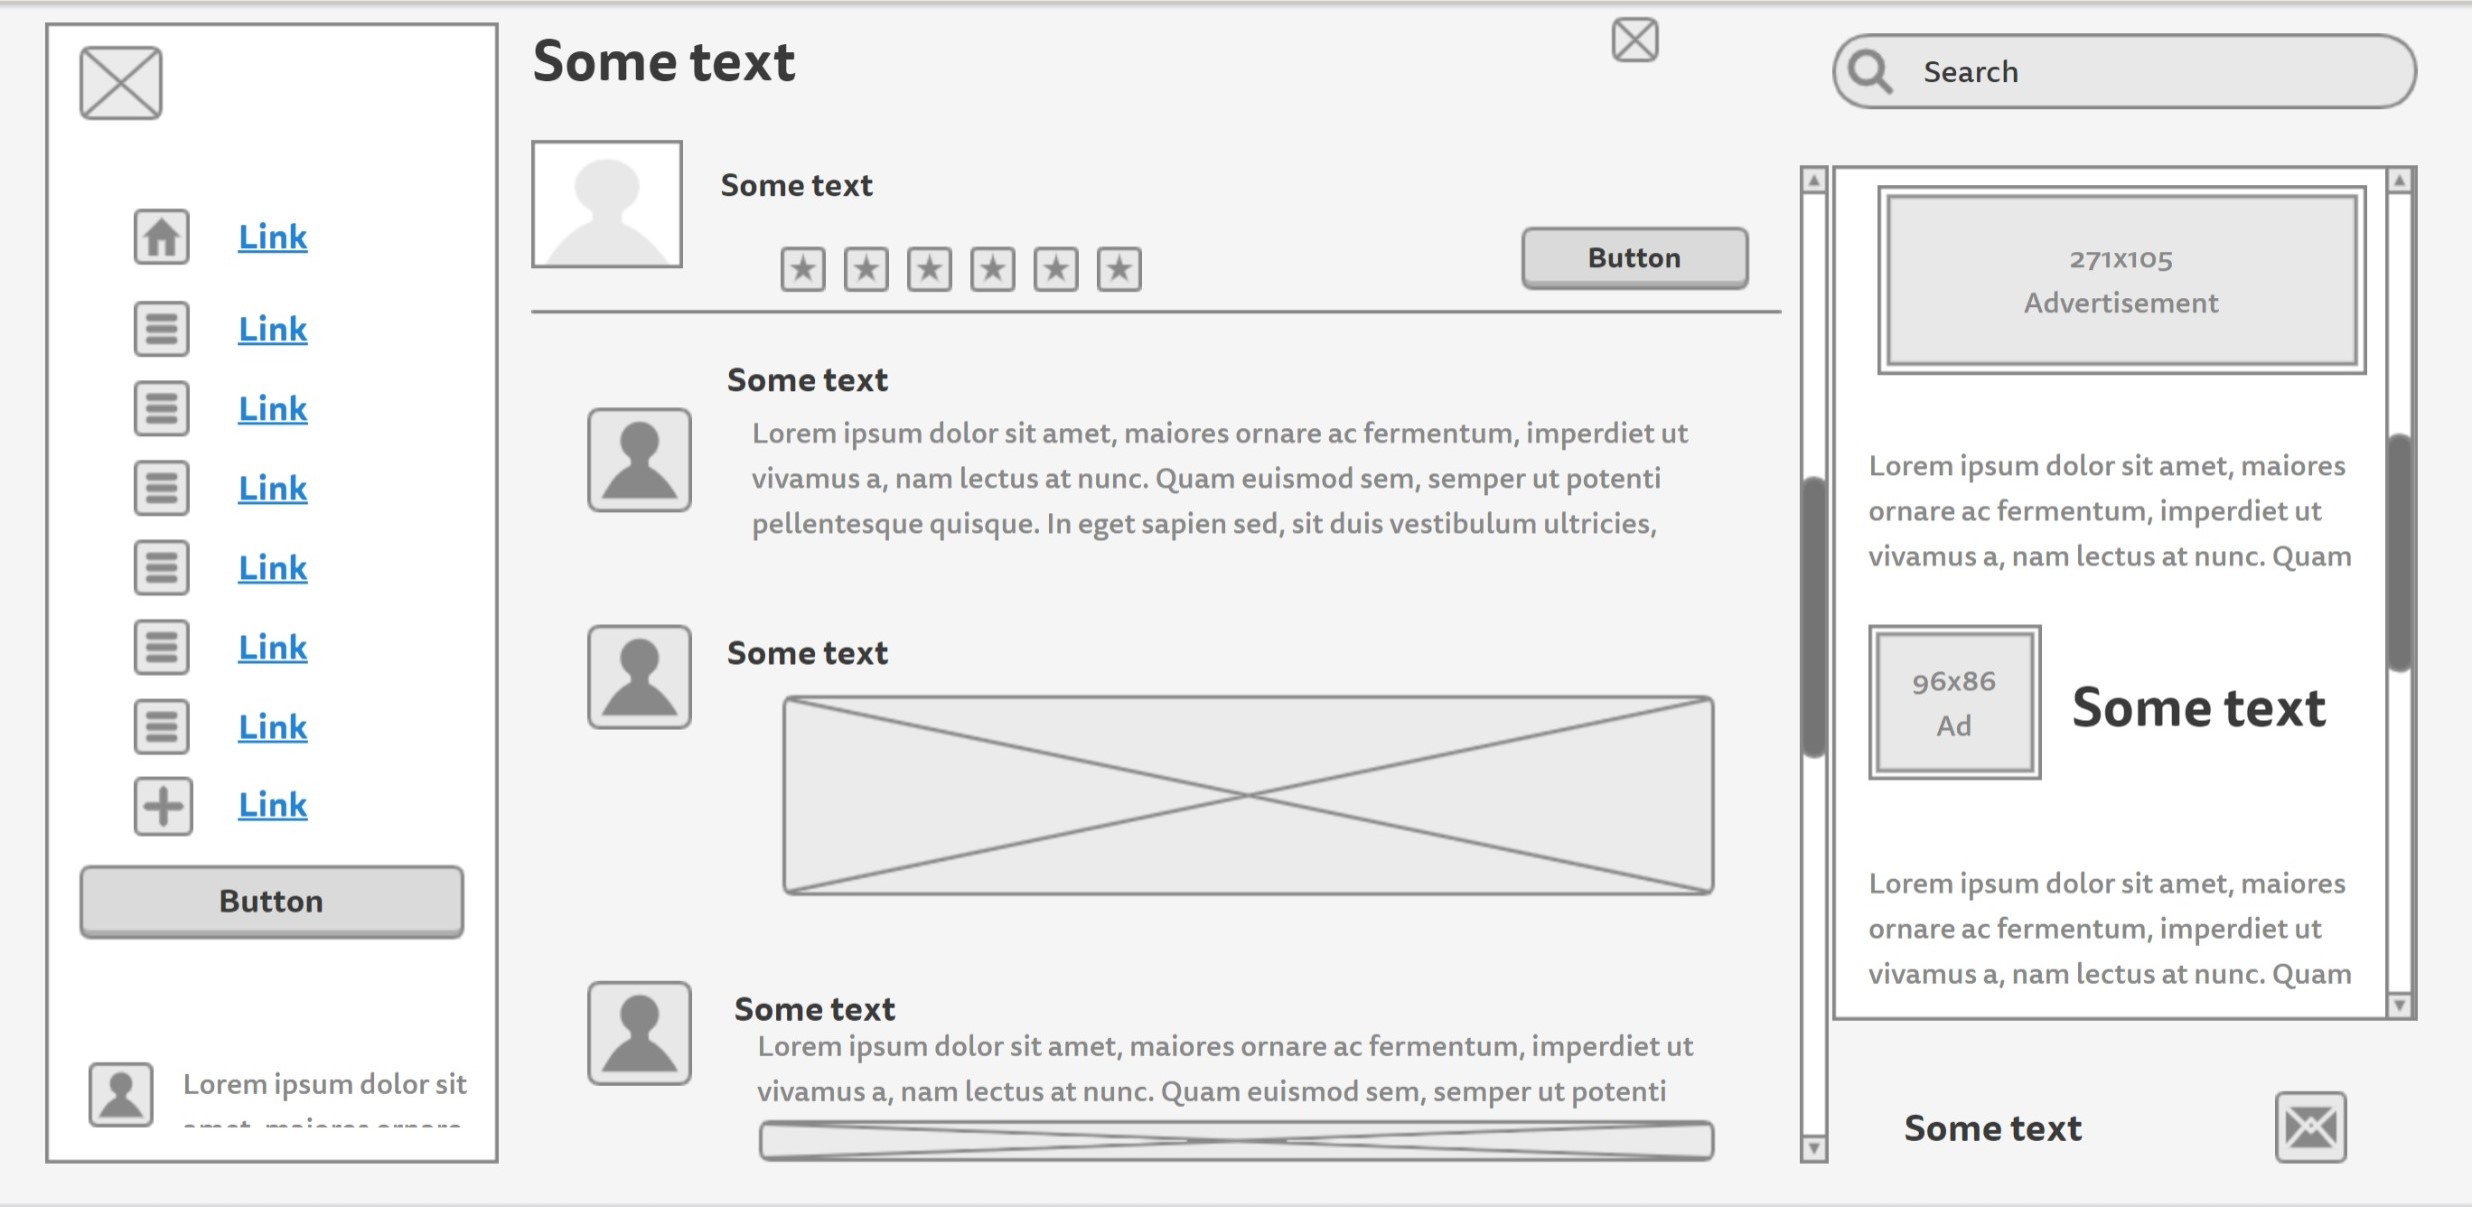 Link
Link
Link
Link
Link
Link
Link
Link
Button
Lorem ipsum dolor sit
amet, maiores ornare
Some text
Some text
Button
Some text
Lorem ipsum dolor sit amet, maiores ornare ac fermentum, imperdiet ut
vivamus a, nam lectus at nunc. Quam euismod sem, semper ut potenti
pellentesque quisque. In eget sapien sed, sit duis vestibulum ultricies,
Some text
Some text
Lorem ipsum dolor sit amet, maiores ornare ac fermentum, imperdiet ut
vivamus a, nam lectus at nunc. Quam euismod sem, semper ut potenti
Search
271x105
Advertisement
Lorem ipsum dolor sit amet, maiores
ornare ac fermentum, imperdiet ut
vivamus a, nam lectus at nunc. Quam
96x86
Ad
Some text
Lorem ipsum dolor sit amet, maiores
ornare ac fermentum, imperdiet ut
vivamus a, nam lectus at nunc. Quam
Some text